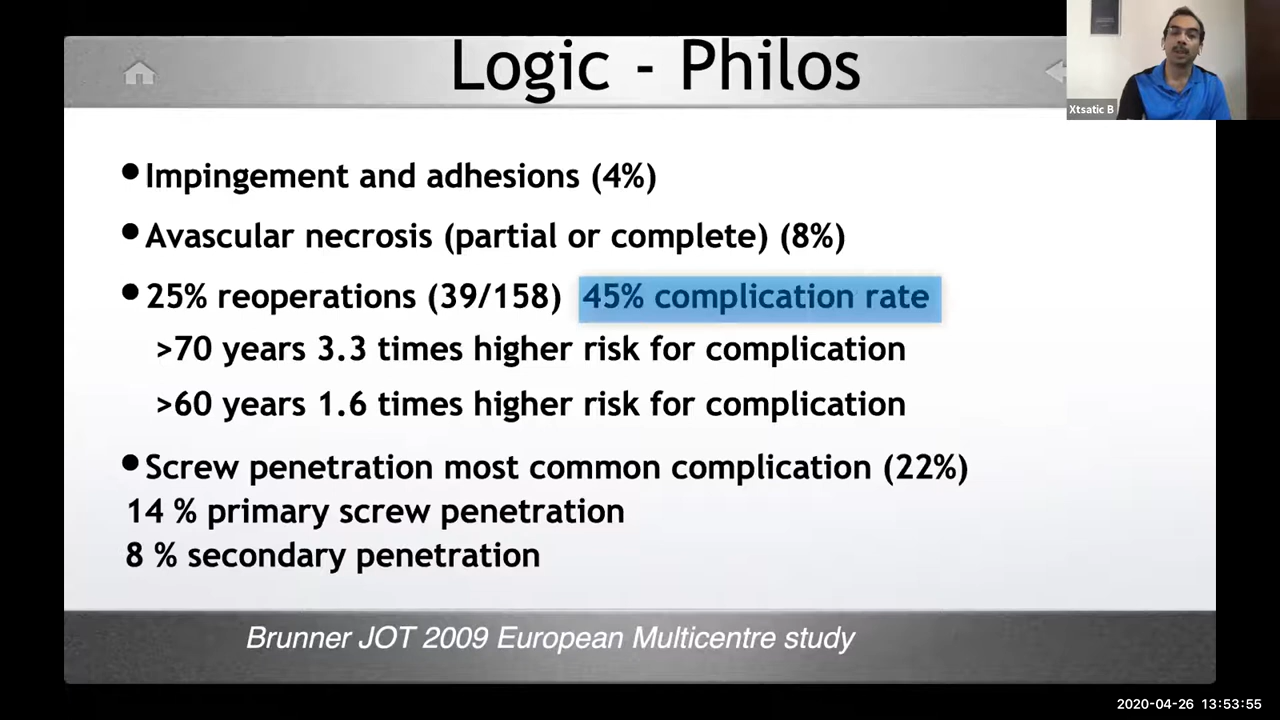 Logic - Philos
Xtsatic B
•Impingement and adhesions (4%)
•Avascular necrosis (partial or complete) (8%)
•25% reoperations (39/158) 45% complication rate
>70 years 3.3 times higher risk for complication
>60 years 1.6 times higher risk for complication
•Screw penetration most common complication (22%)
14 % primary screw penetration
8 % secondary penetration
Brunner JOT 2009 European Multicentre study
2020-04-26 13:53:55